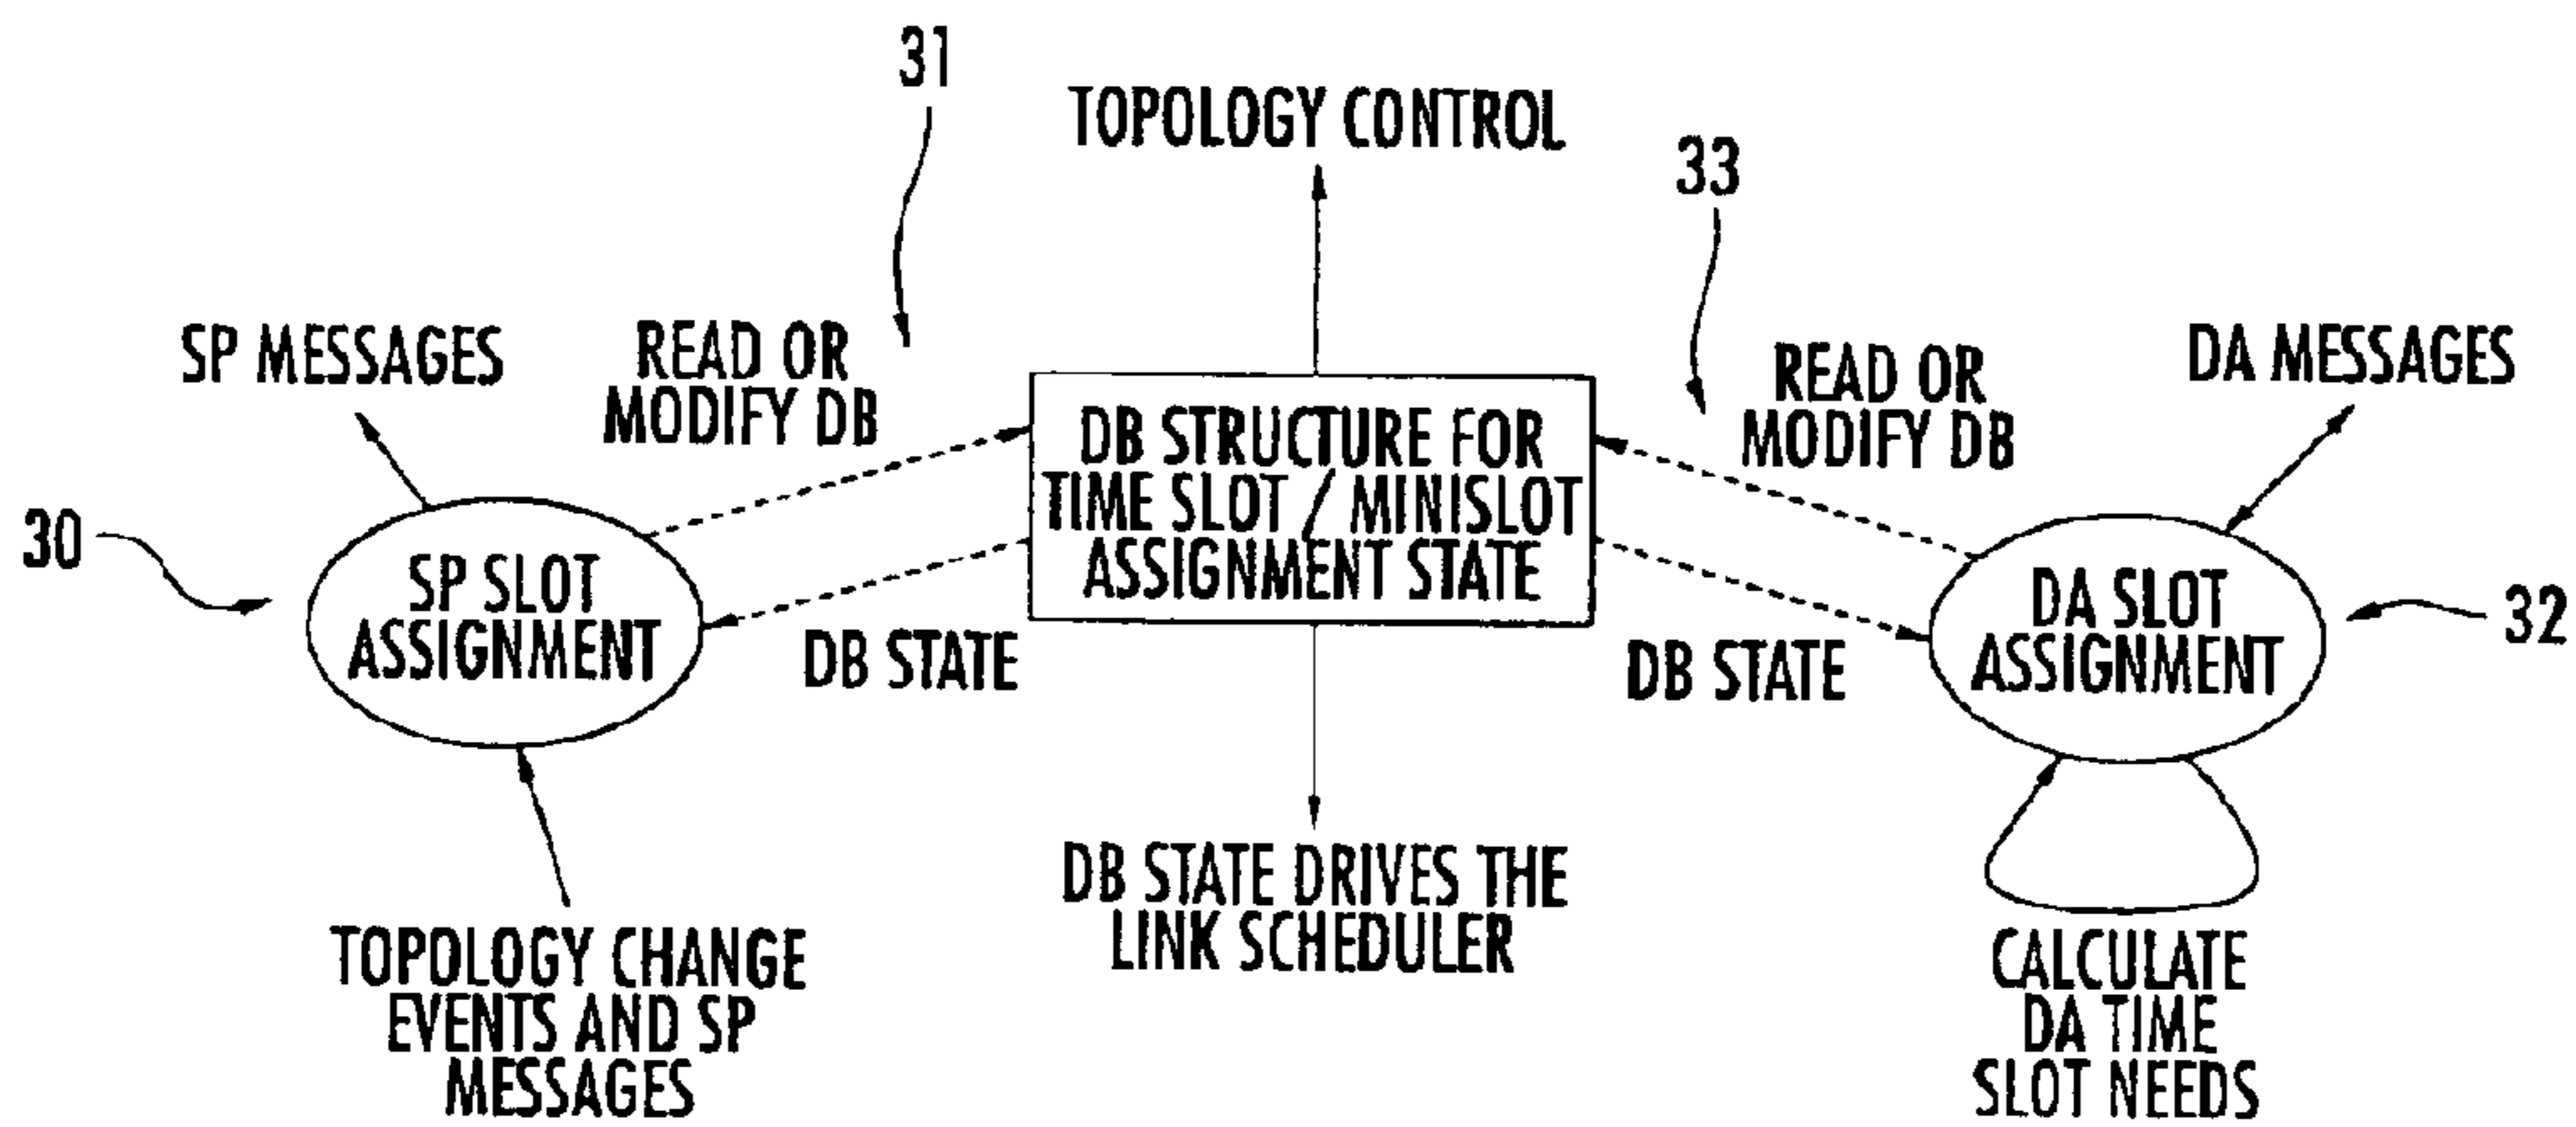 31
TOPOLOGY CONTROL
33
SP MESSAGES
READ OR
MODIFY DB
READ OR
MODIFY DB
DA MESSAGES
DB STRUCTURE FOR
TIME SLOT / MINISLOT
ASSIGNMENT STATE
30
SP SLOT
ASSIGNMENT
DB STATE
DB STATE
DA SLOT
ASSIGNMENT
32
TOPOLOGY CHANGE
EVENTS AND SP
MESSAGES
DB STATE DRIVES THE
LINK SCHEDULER
CALCULATE
DA TIME
SLOT NEEDS